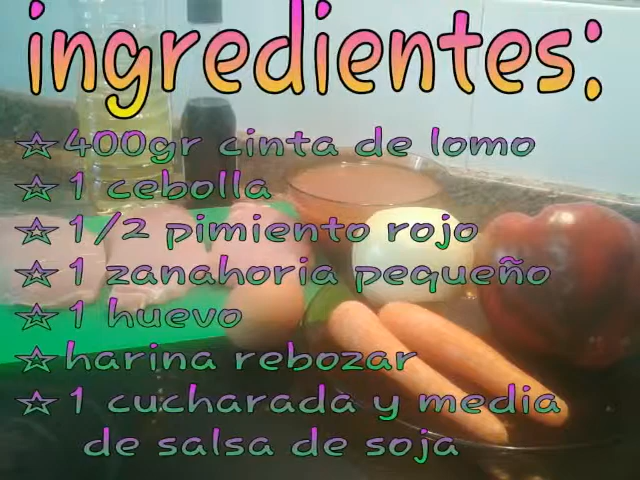 ingredientes:
☆400gr cinta de lomo
☆1 cebolla
☆1/2 pimiento rojo
☆1 zanahoria pequeño
☆1 huevo
☆harina rebozar
☆1 cucharada y media
de salsa de soja